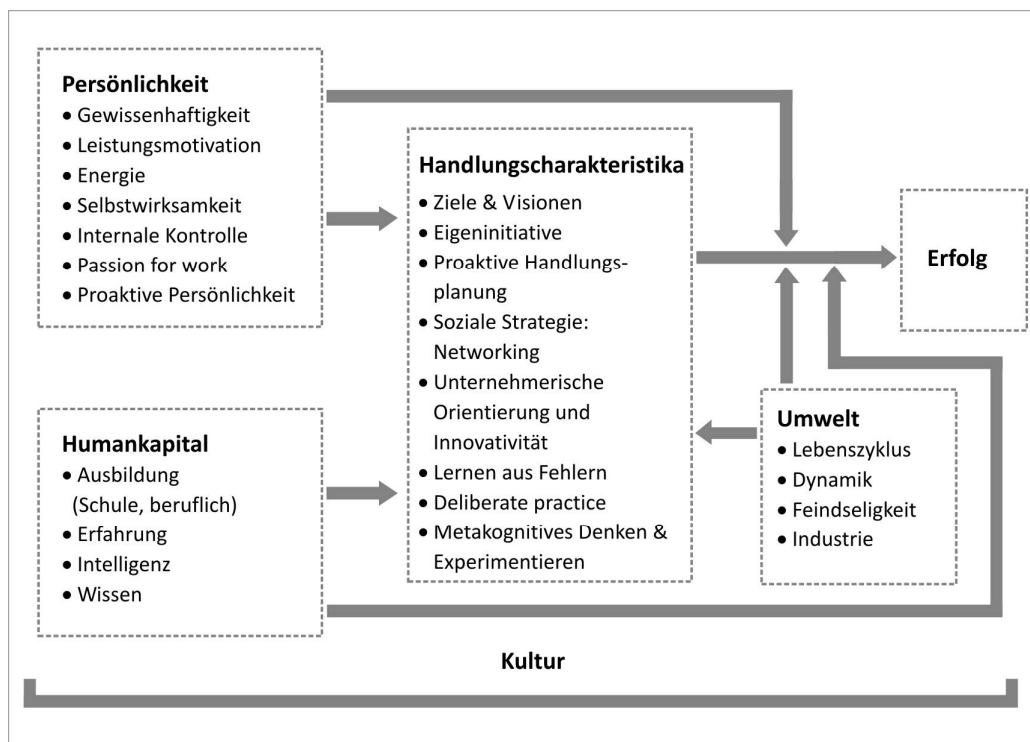 Persönlichkeit
• Gewissenhaftigkeit
• Leistungsmotivation
• Energie
• Selbstwirksamkeit
• Internale Kontrolle
• Passion for work
• Proaktive Persönlichkeit
Humankapital
• Ausbildung
(Schule, beruflich)
• Erfahrung
• Intelligenz
• Wissen
Handlungscharakteristika
• Ziele & Visionen
• Eigeninitiative
• Proaktive Handlungs-
planung
• Soziale Strategie:
Networking
• Unternehmerische
Orientierung und
Innovativität
• Lernen aus Fehlern
• Deliberate practice
• Metakognitives Denken &
Experimentieren
Erfolg
Umwelt
• Lebenszyklus
• Dynamik
• Feindseligkeit
• Industrie
Kultur